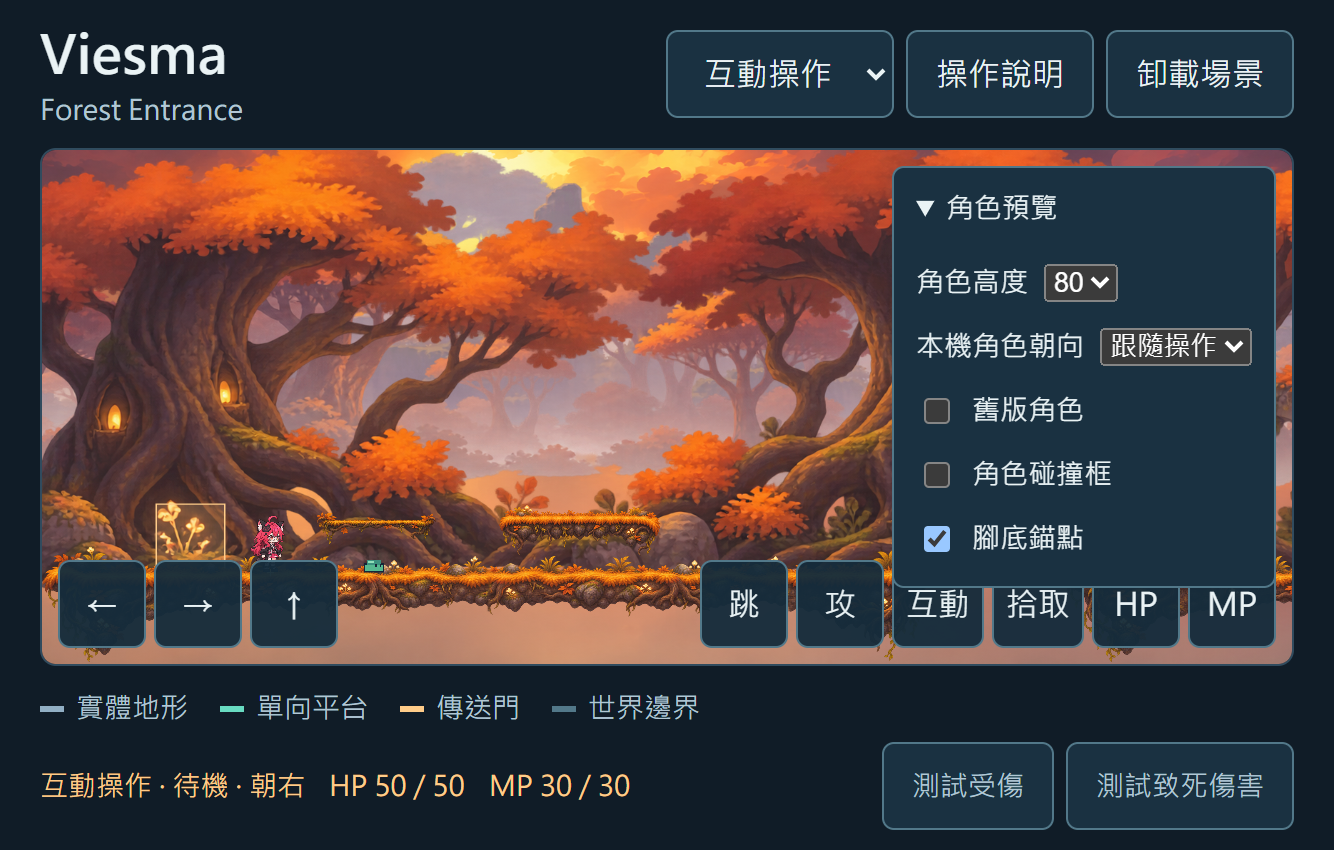 Viesma
Forest Entrance
互動操作
操作說明
卸載場景
▼ 角色預覽
角色高度 80
本機角色朝向 跟隨操作
舊版角色
角色碰撞框
腳底錨點
← → ↑ 跳 攻 互動 拾取 HP MP
實體地形 單向平台 傳送門 世界邊界
互動操作 · 待機 · 朝右 HP 50 / 50 MP 30 / 30
測試受傷
測試致死傷害